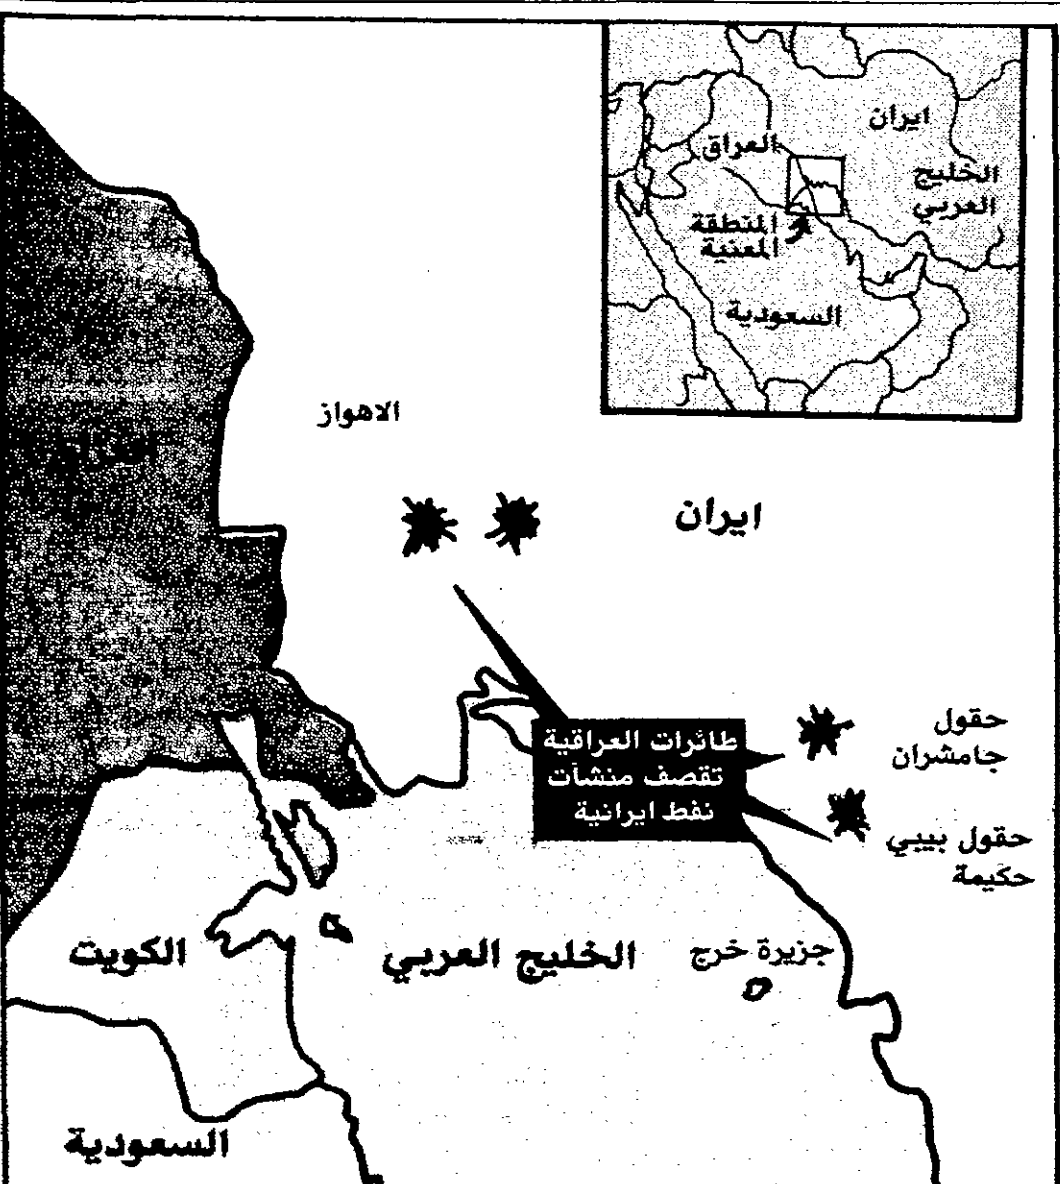 ايران
العراق
الخليج
العربي
المنطقة
المعنية
السعودية
الاهواز
ايران
العراق
حقول
جامشران
طائرات العراقية
تقصف منشآت
نفط ايرانية
حقول بيبي
حكيمة
الكويت
الخليج العربي
جزيرة خرج
السعودية